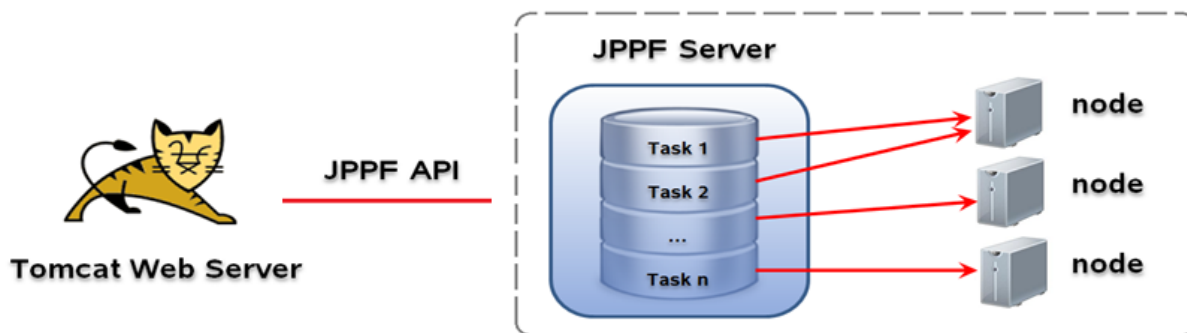 JPPF Server
node
Task 1
JPPF API
Task 2
node
...
Tomcat Web Server
Task n
node